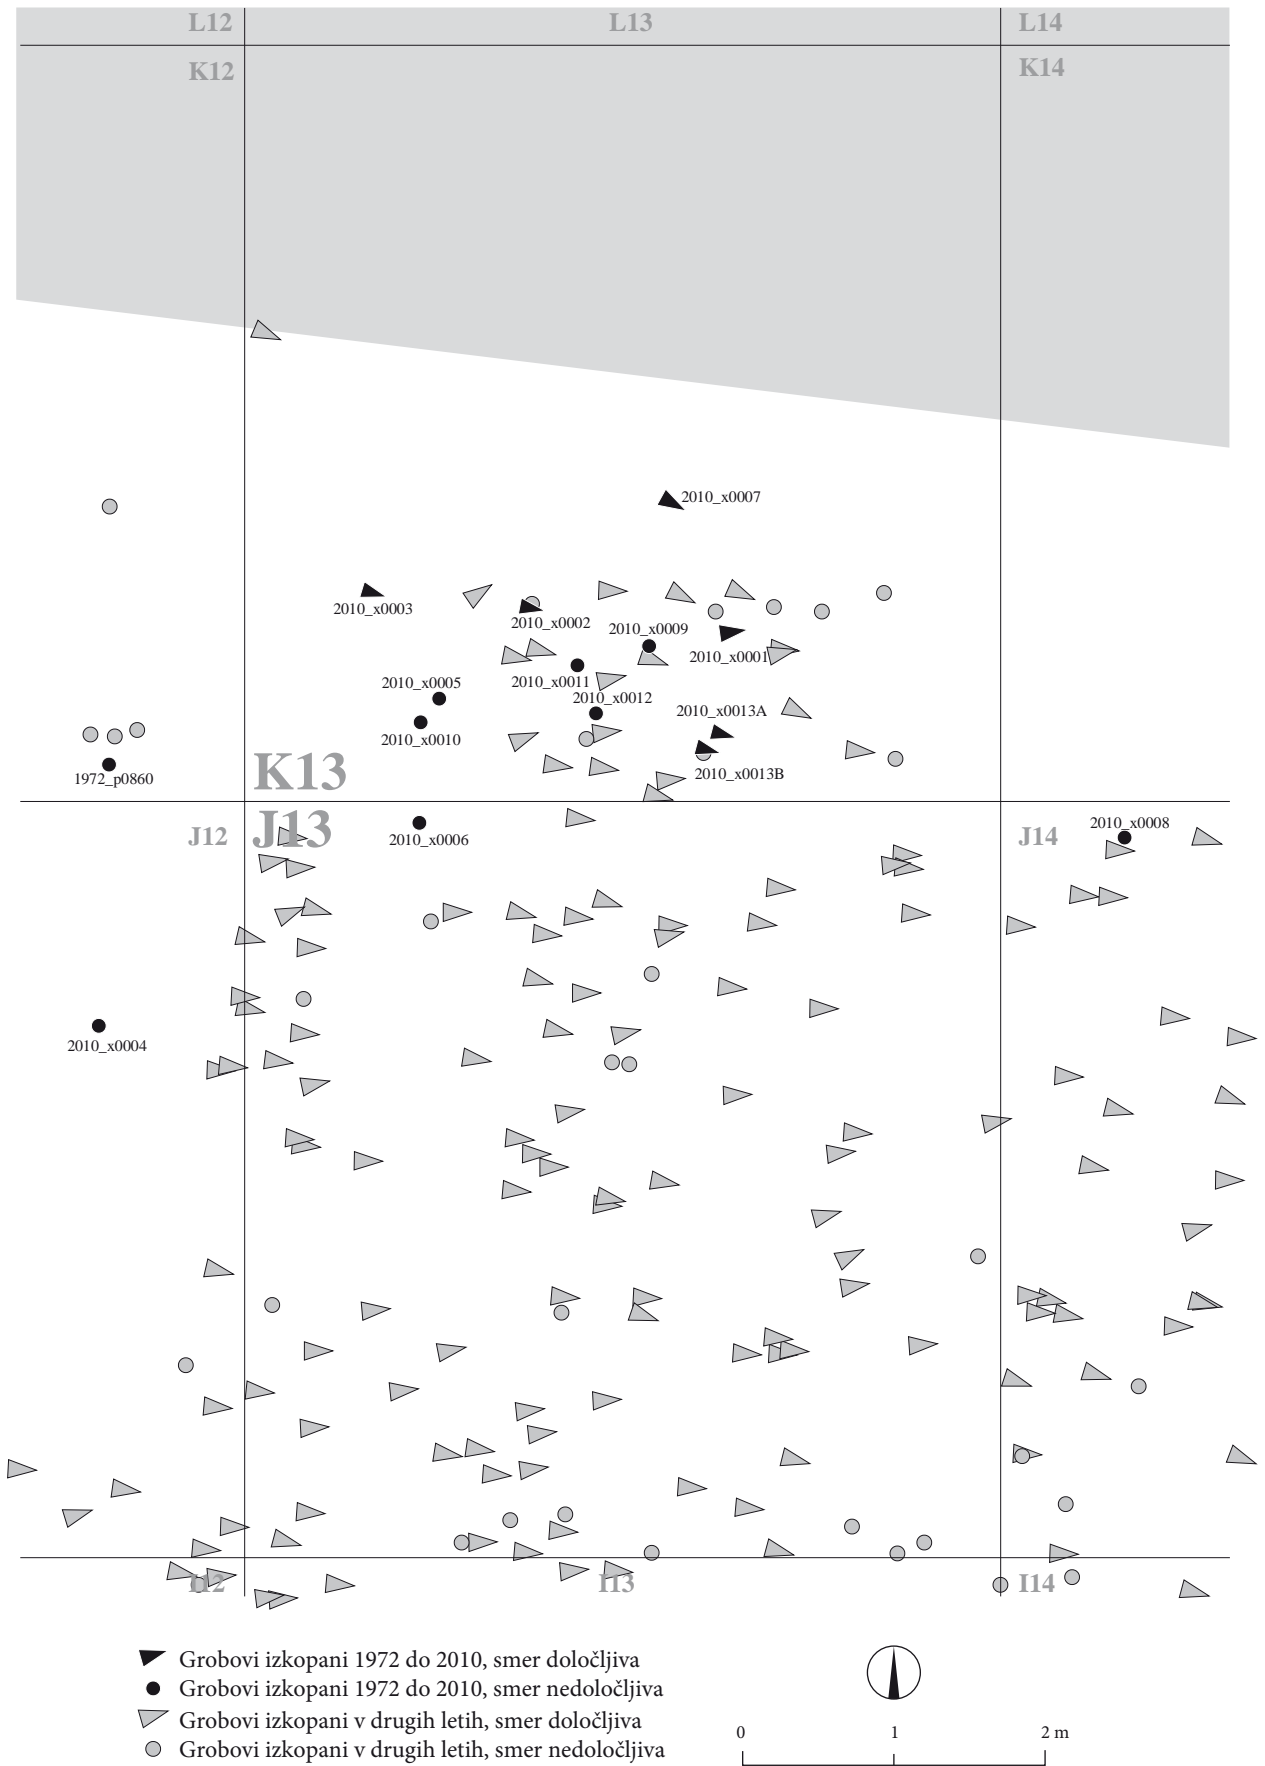 L12 L13 L14
K12 K14
2010_x0007
2010_x0003
2010_x0002
2010_x0009
2010_x0001
2010_x0011
2010_x0005
2010_x0012
2010_x0013A
2010_x0010
2010_x0013B
1972_p0860
K13
J13
J12
2010_x0006
2010_x0008
J14
2010_x0004
I12 I13 I14
Grobovi izkopani 1972 do 2010, smer določljiva
Grobovi izkopani 1972 do 2010, smer nedoločljiva
Grobovi izkopani v drugih letih, smer določljiva
Grobovi izkopani v drugih letih, smer nedoločljiva
0 1 2 m